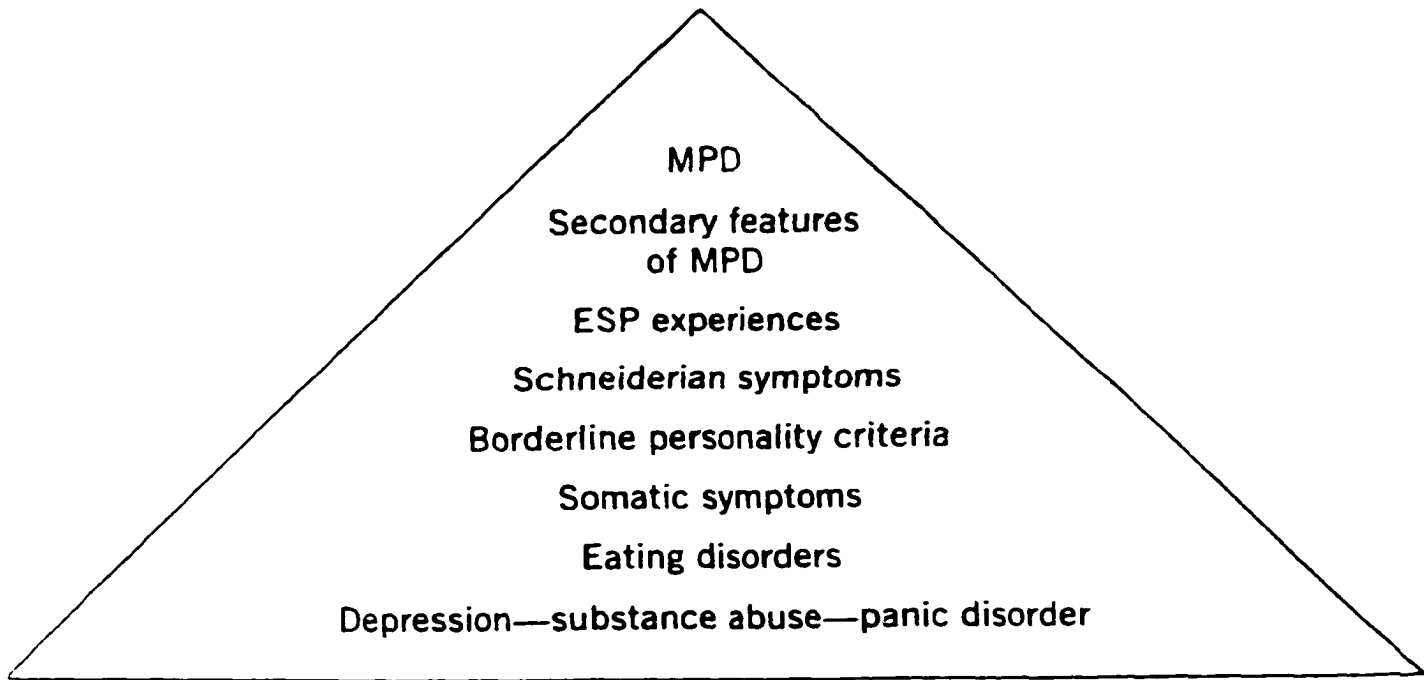 MPD
Secondary features
of MPD
ESP experiences
Schneiderian symptoms
Borderline personality criteria
Somatic symptoms
Eating disorders
Depression—substance abuse—panic disorder